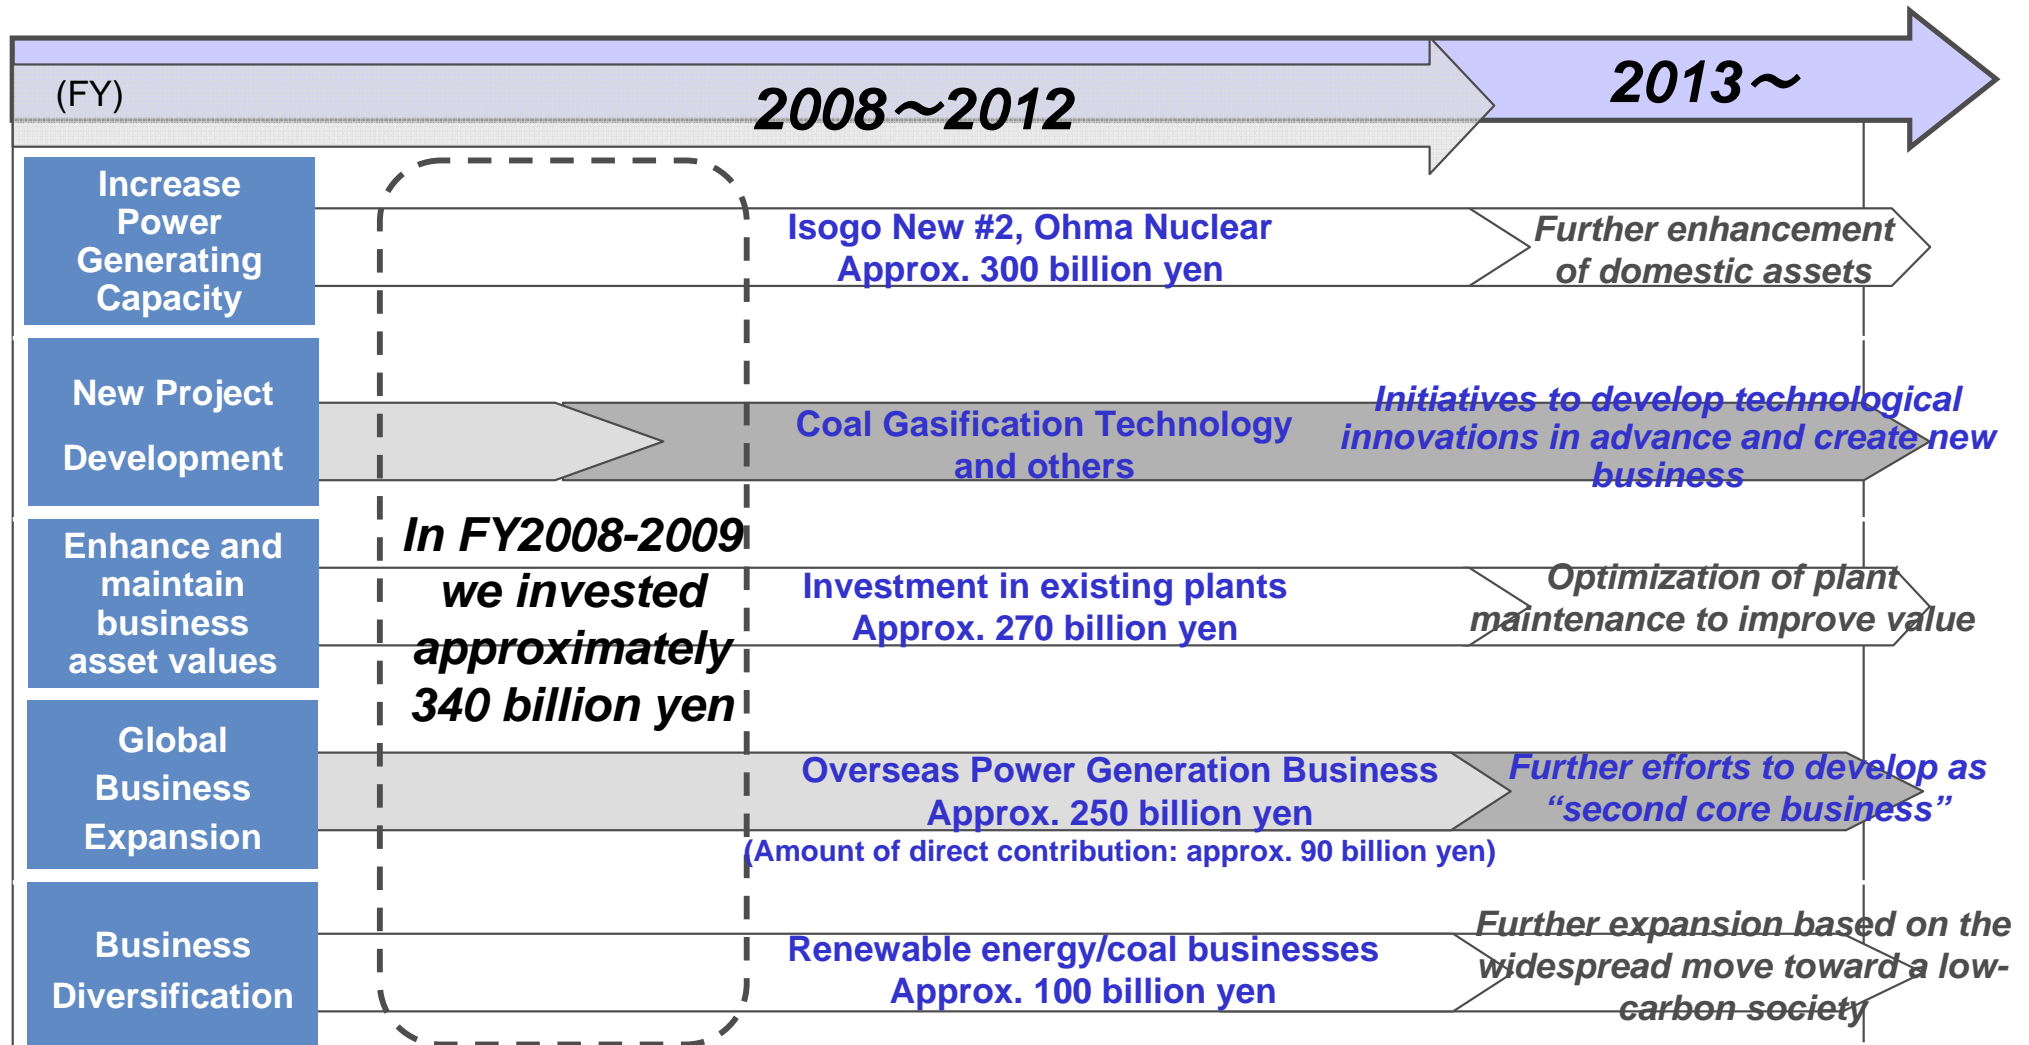 (FY)
2008～2012
2013～
Increase
Power
Generating
Capacity
Isogo New #2, Ohma Nuclear
Approx. 300 billion yen
Further enhancement
of domestic assets
New Project
Development
Coal Gasification Technology
and others
Initiatives to develop technological
innovations in advance and create new
business
In FY2008-2009
we invested
approximately
340 billion yen
Enhance and
maintain
business
asset values
Investment in existing plants
Approx. 270 billion yen
Optimization of plant
maintenance to improve value
Global
Business
Expansion
Overseas Power Generation Business
Approx. 250 billion yen
(Amount of direct contribution: approx. 90 billion yen)
Further efforts to develop as
“second core business”
Business
Diversification
Renewable energy/coal businesses
Approx. 100 billion yen
Further expansion based on the
widespread move toward a low-
carbon society